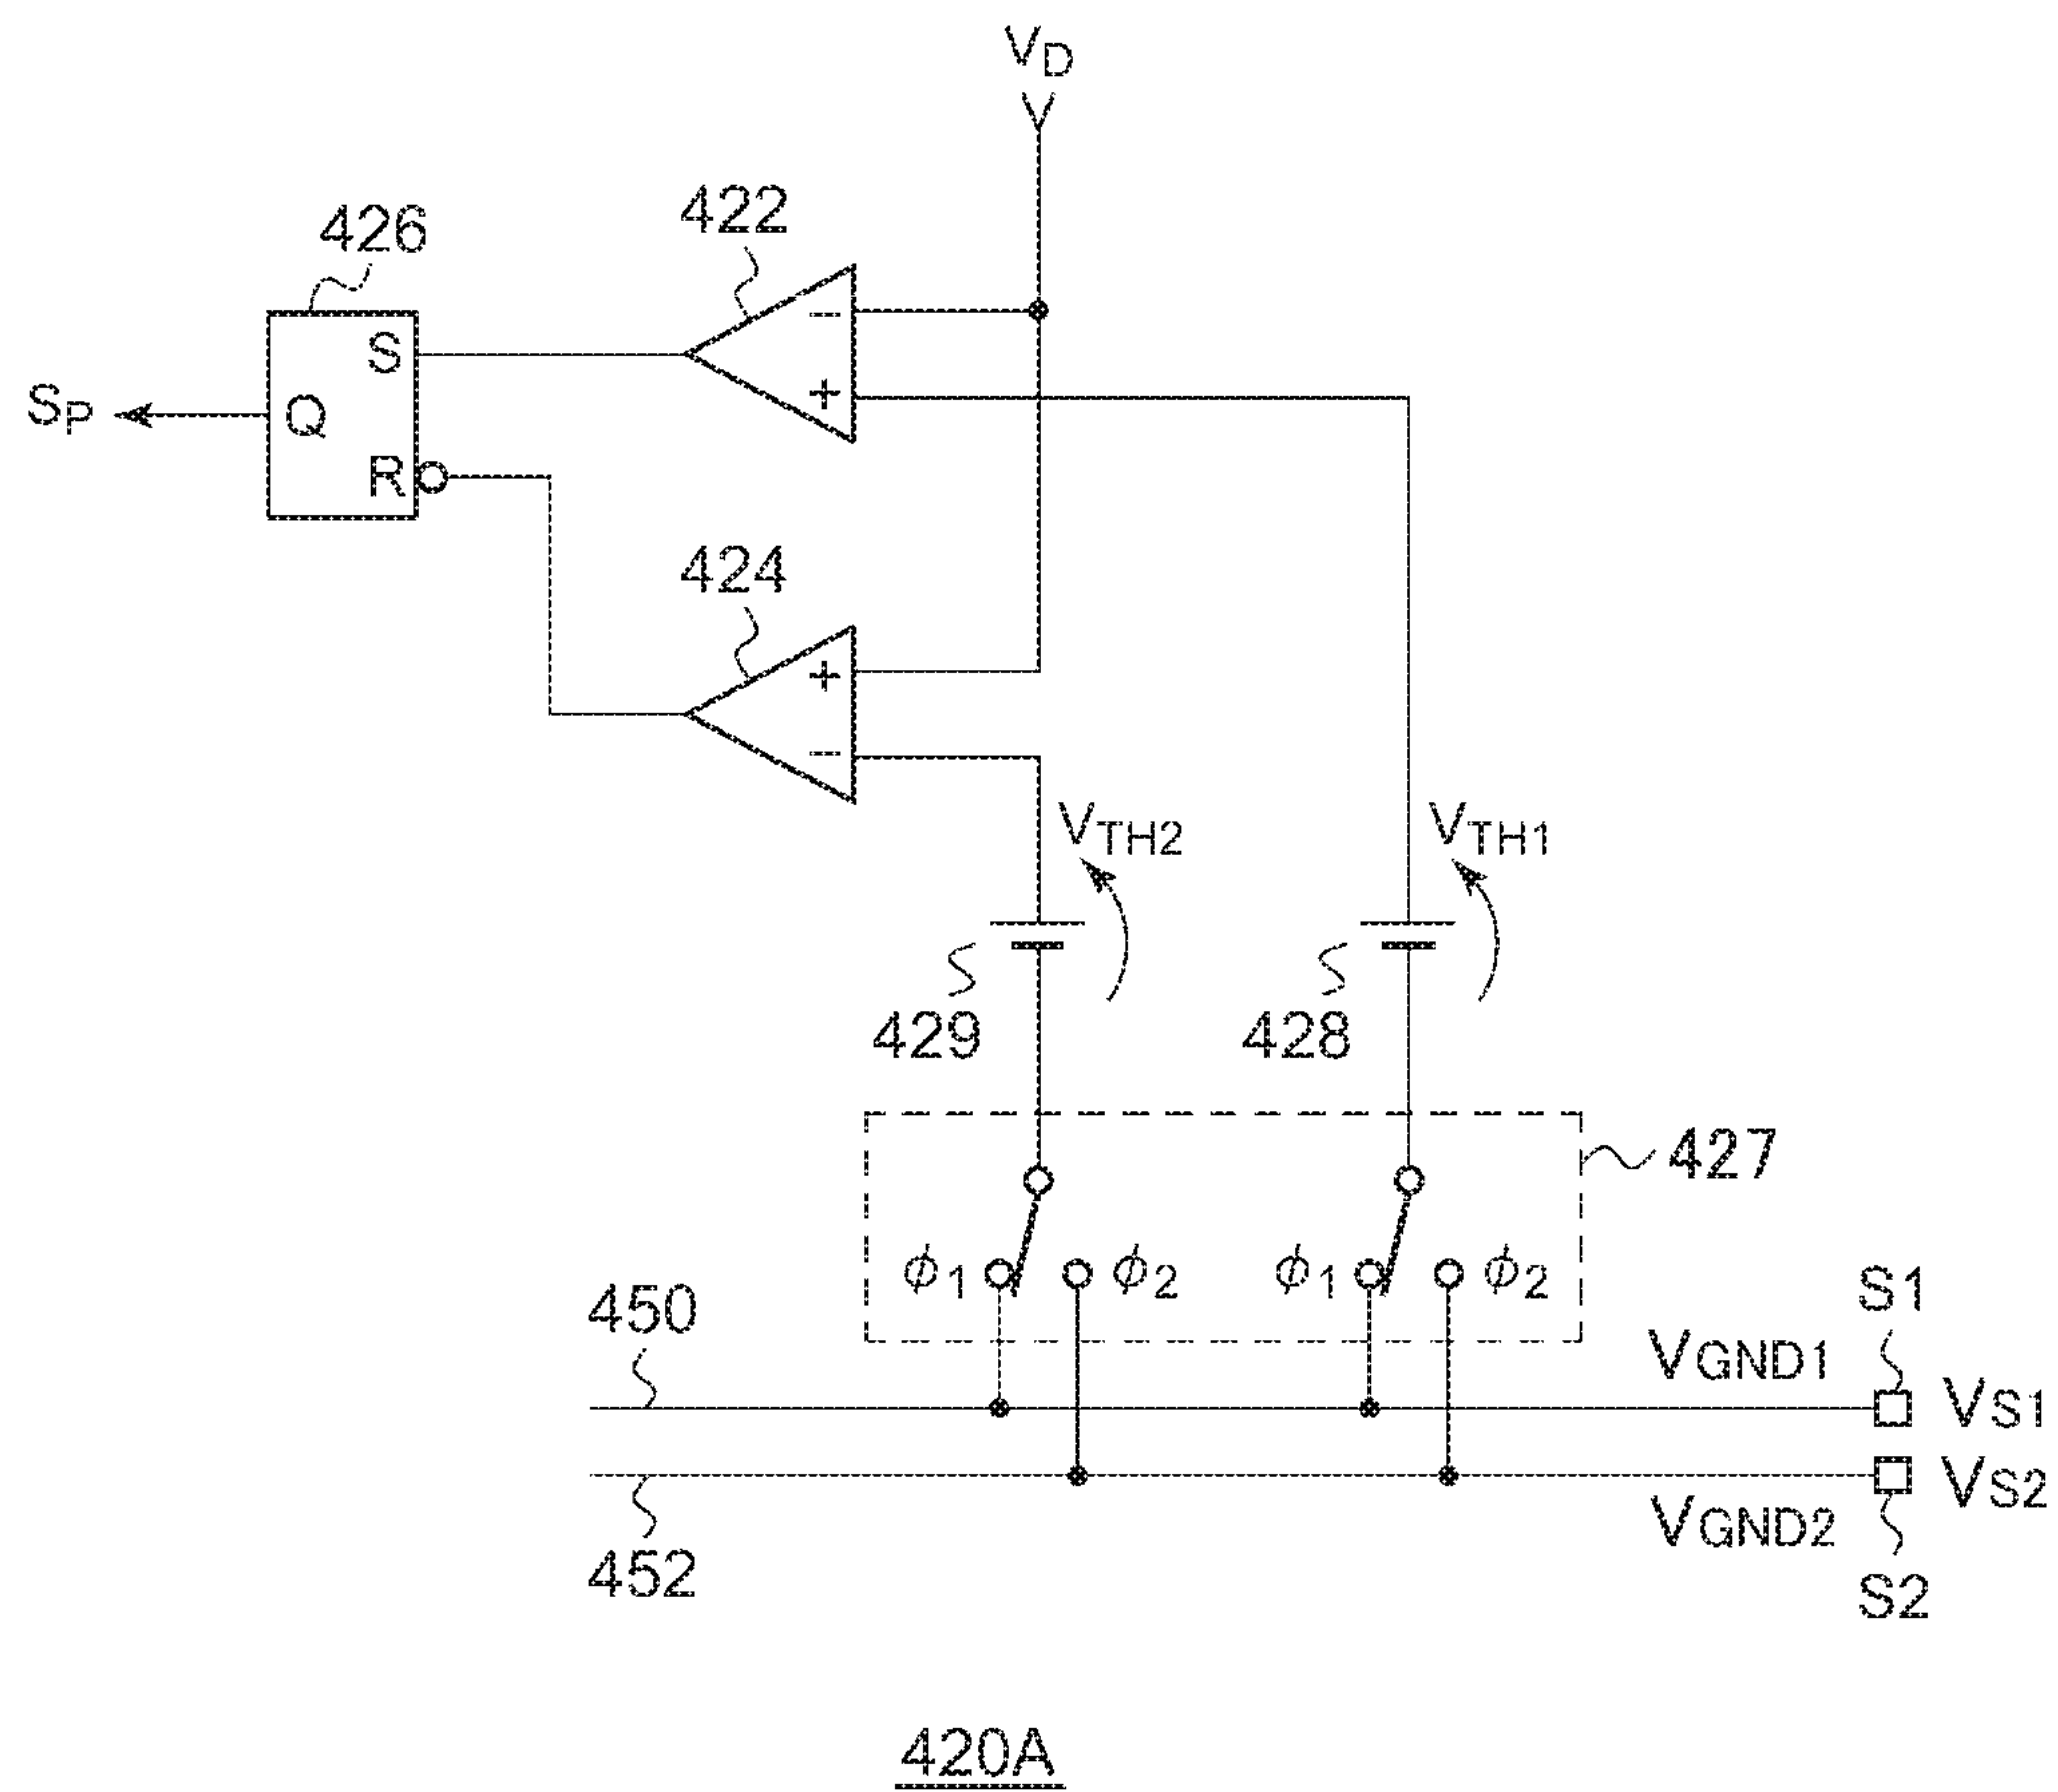 VD
422
426
−
S
+
SP
Q
R
424
+
−
VTH2
VTH1
429
428
427
ϕ1
ϕ2
ϕ1
ϕ2
S1
450
VGND1
VS1
VS2
VGND2
452
S2
420A